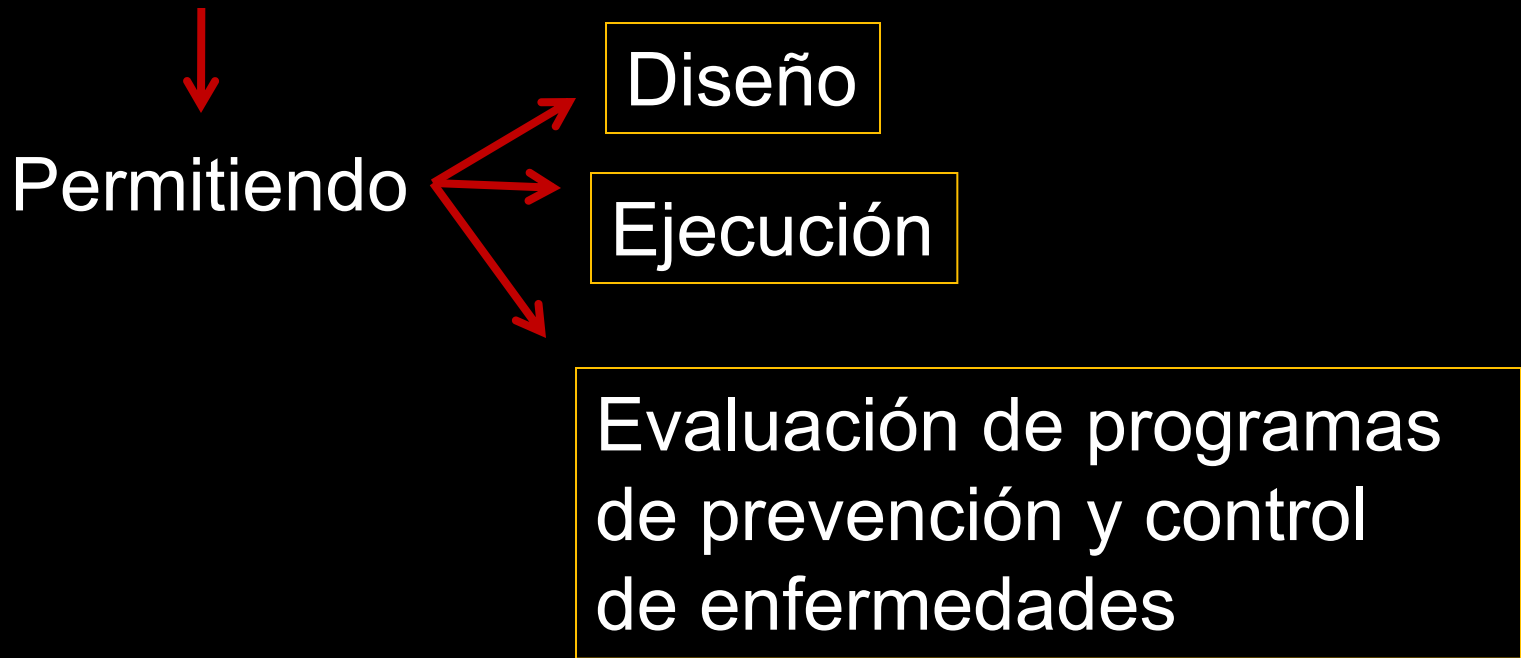 Diseño
Permitiendo
Ejecución
Evaluación de programas
de prevención y control
de enfermedades